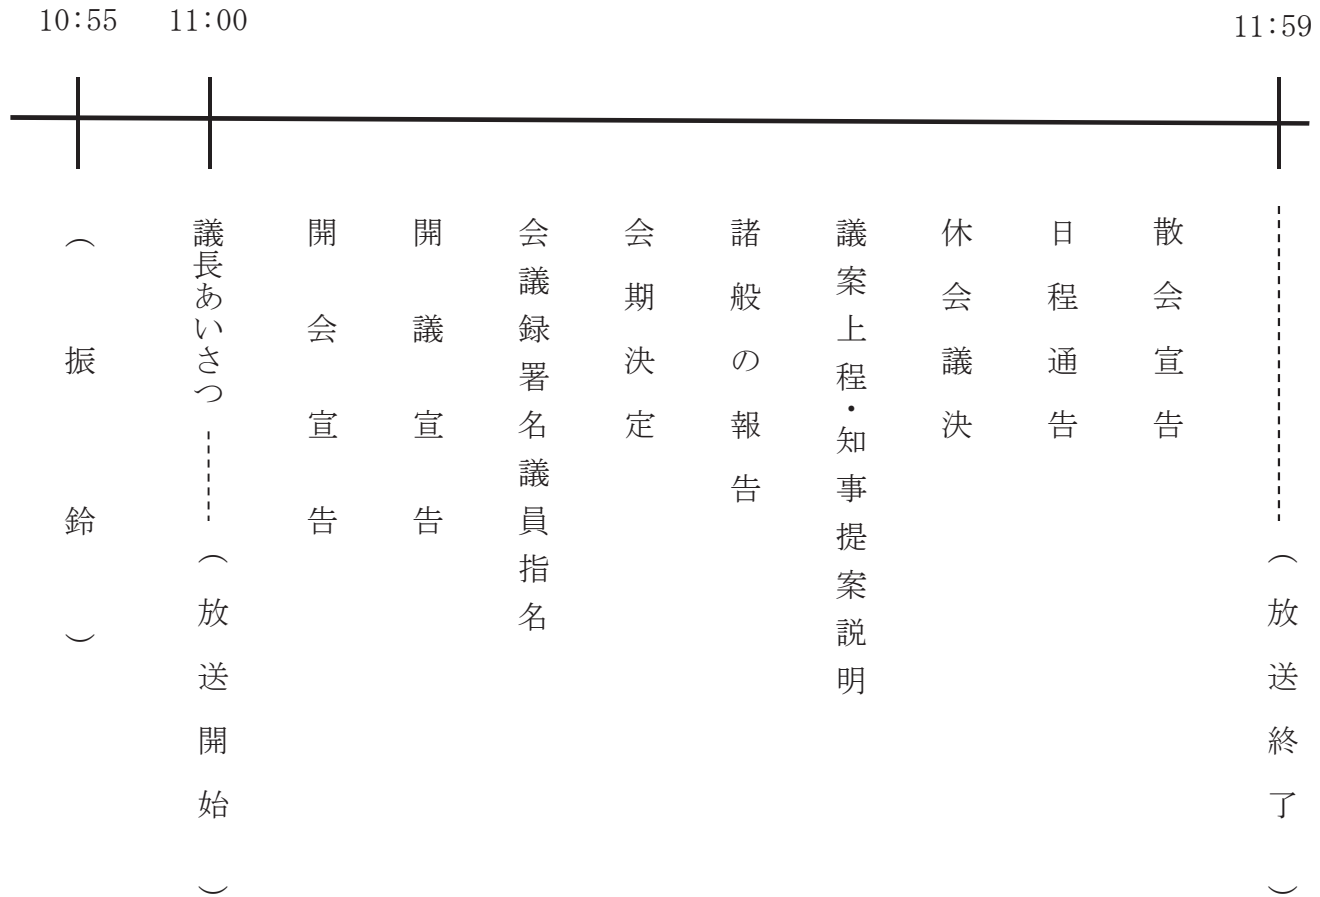 10:55
11:00
11:59
（振鈴）
議長あいさつ
（放送開始）
開会宣告
開議宣告
会議録署名議員指名
会期決定
諸般の報告
議案上程・知事提案説明
休会議決
日程通告
散会宣告
（放送終了）